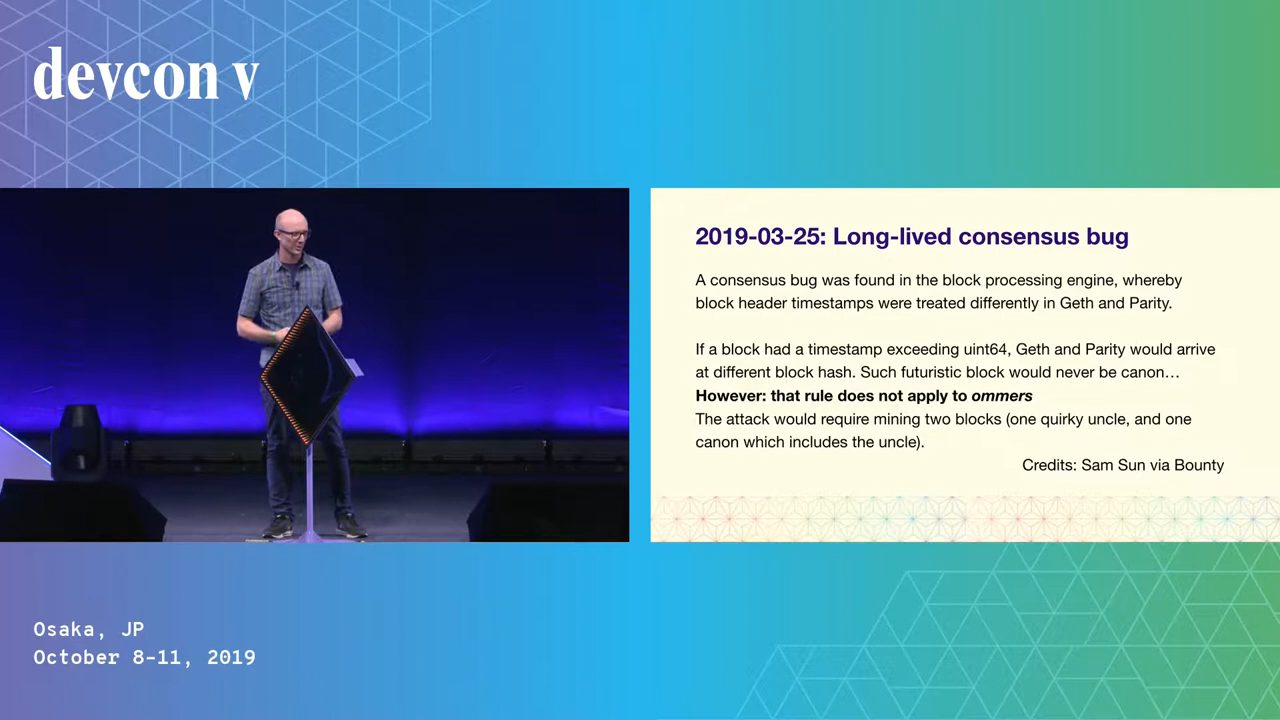 devcon v
2019-03-25: Long-lived consensus bug
A consensus bug was found in the block processing engine, whereby
block header timestamps were treated differently in Geth and Parity.
If a block had a timestamp exceeding uint64, Geth and Parity would arrive
at different block hash. Such futuristic block would never be canon…
However: that rule does not apply to ommers
The attack would require mining two blocks (one quirky uncle, and one
canon which includes the uncle).
Credits: Sam Sun via Bounty
Osaka, JP
October 8-11, 2019